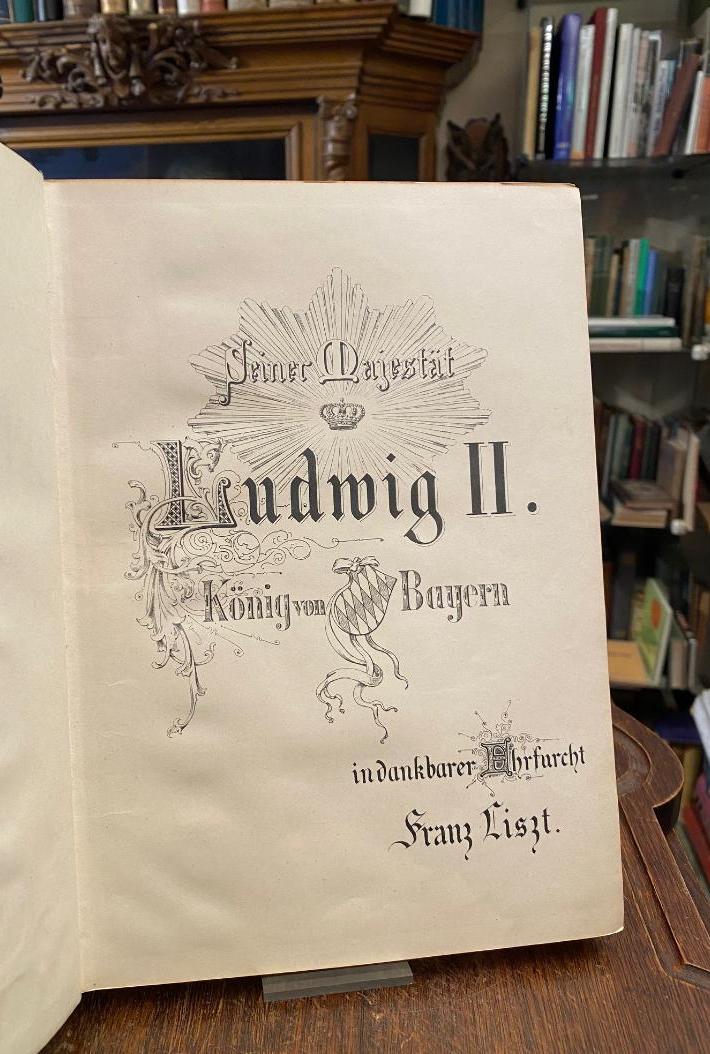 Seiner Majestät
Ludwig II.
König von Bayern
in dankbarer Ehrfurcht
Franz Liszt.